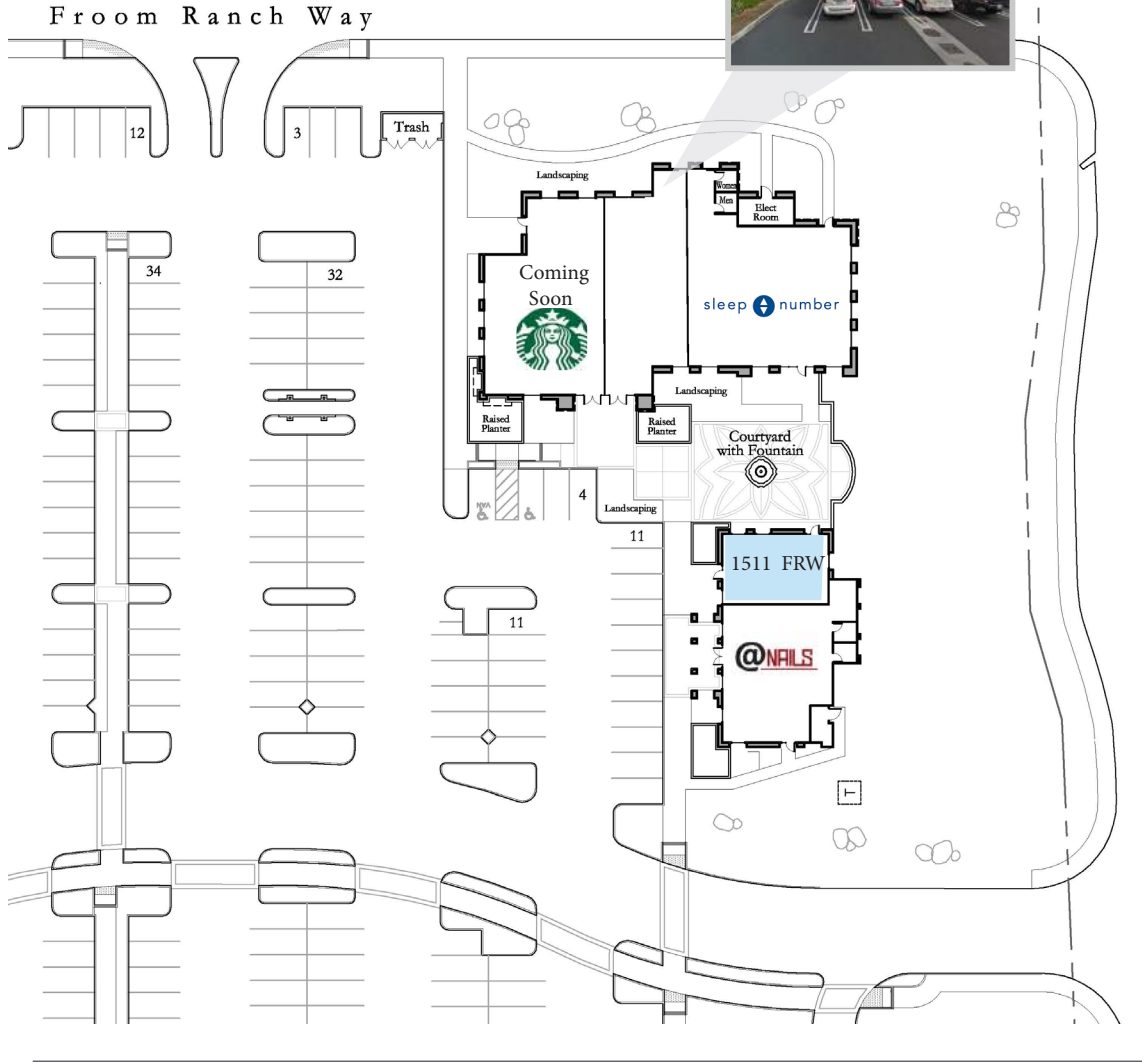 Froom Ranch Way
12
3
Trash
Landscaping
Women
Men
Elect
Room
34
32
Coming
Soon
sleep number
Landscaping
Raised
Planter
Raised
Planter
Courtyard
with Fountain
VAN
4
Landscaping
11
1511 FRW
11
@NAILS
T